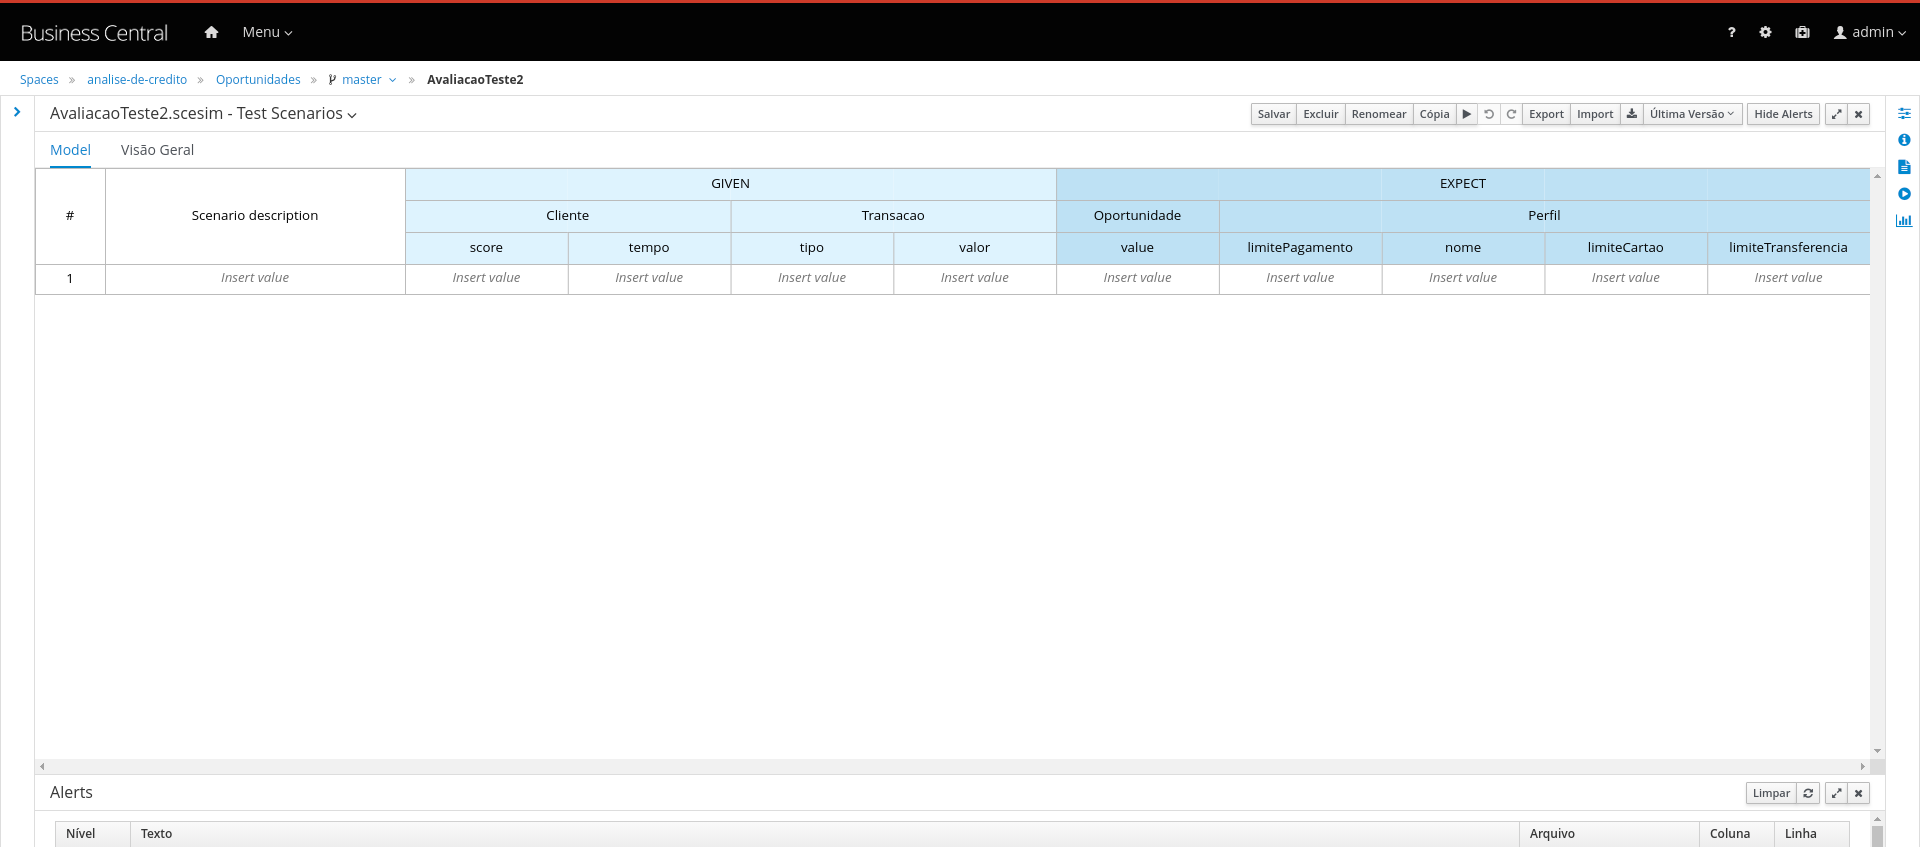 Business Central Menu ? admin
Spaces » analise-de-credito » Oportunidades » master » AvaliacaoTeste2
AvaliacaoTeste2.scesim - Test Scenarios Salvar Excluir Renomear Cópia Export Import Última Versão Hide Alerts
Model Visão Geral
GIVEN EXPECT
# Scenario description Cliente Transacao Oportunidade Perfil
score tempo tipo valor value limitePagamento nome limiteCartao limiteTransferencia
1 Insert value Insert value Insert value Insert value Insert value Insert value Insert value Insert value Insert value Insert value
Alerts Limpar
Nível Texto Arquivo Coluna Linha